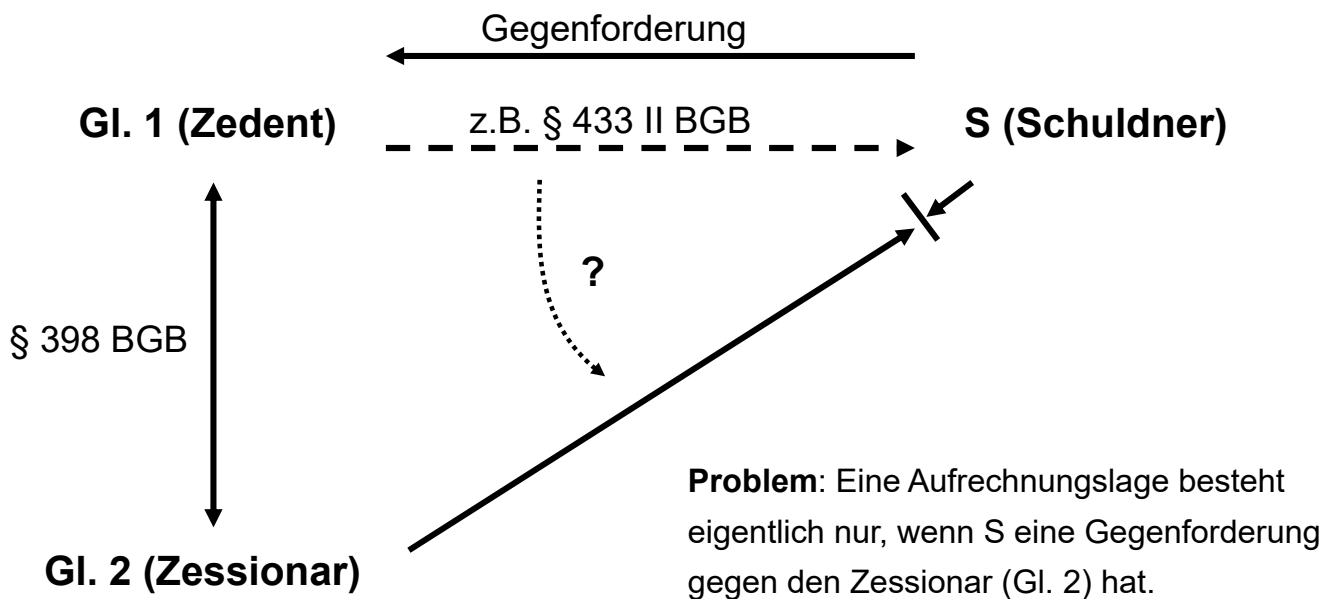 Gegenforderung
Gl. 1 (Zedent)
z.B. § 433 II BGB
S (Schuldner)
?
§ 398 BGB
Problem: Eine Aufrechnungslage besteht
eigentlich nur, wenn S eine Gegenforderung
gegen den Zessionar (Gl. 2) hat.
Gl. 2 (Zessionar)